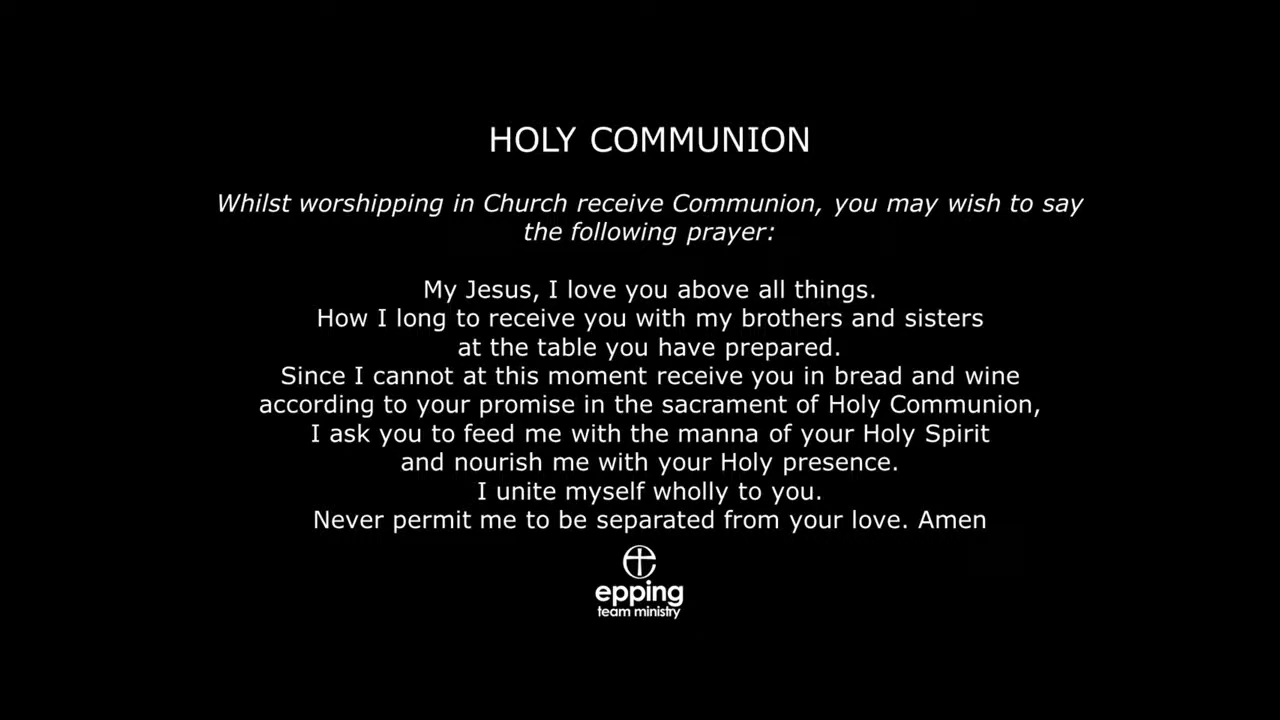 HOLY COMMUNION
Whilst worshipping in Church receive Communion, you may wish to say
the following prayer:
My Jesus, I love you above all things.
How I long to receive you with my brothers and sisters
at the table you have prepared.
Since I cannot at this moment receive you in bread and wine
according to your promise in the sacrament of Holy Communion,
I ask you to feed me with the manna of your Holy Spirit
and nourish me with your Holy presence.
I unite myself wholly to you.
Never permit me to be separated from your love. Amen
epping
team ministry